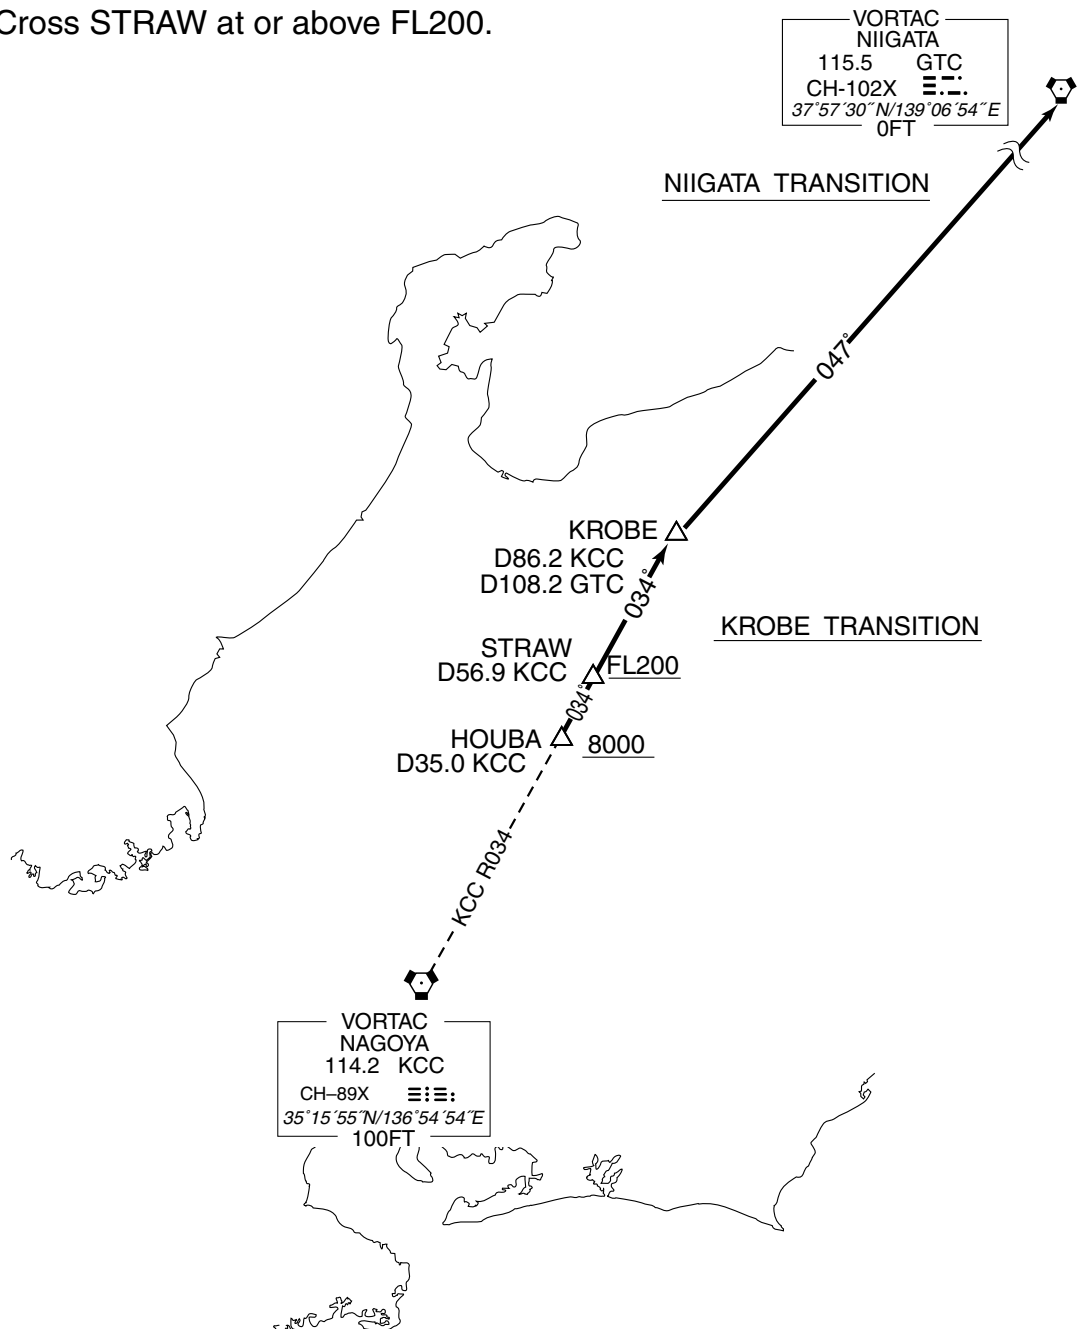 Cross STRAW at or above FL200.
VORTAC
NIIGATA
115.5 GTC
CH-102X
37°57´30˝N/139°06´54˝E
0FT
NIIGATA TRANSITION
047°
KROBE
D86.2 KCC
D108.2 GTC
034°
KROBE TRANSITION
STRAW
D56.9 KCC
FL200
034°
HOUBA
D35.0 KCC
8000
KCC R034
VORTAC
NAGOYA
114.2 KCC
CH–89X
35°15´55˝N/136°54´54˝E
100FT